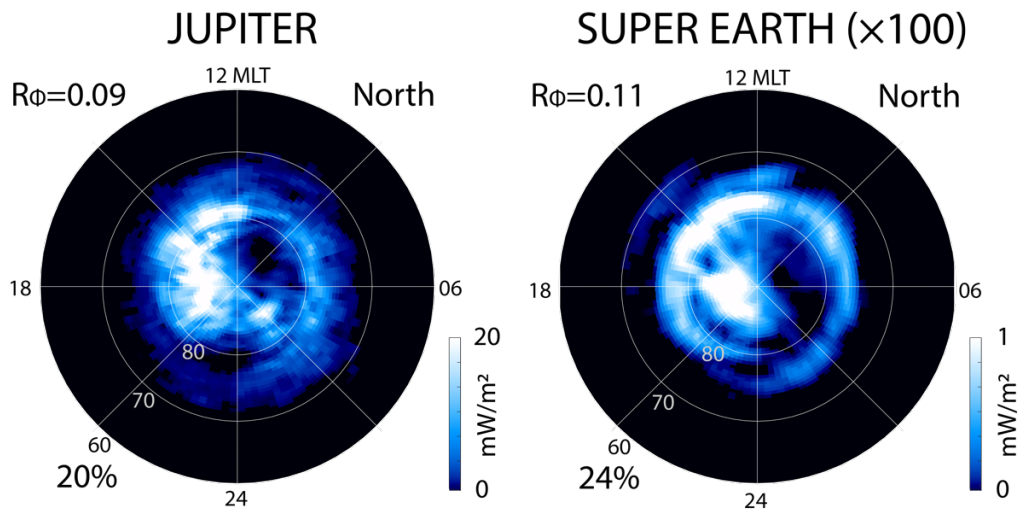 JUPITER
SUPER EARTH (×100)
12 MLT
12 MLT
RΦ=0.09
North
RΦ=0.11
North
18
06
18
06
20
1
80
80
mW/m²
mW/m²
70
70
60
60
20%
0
24%
0
24
24